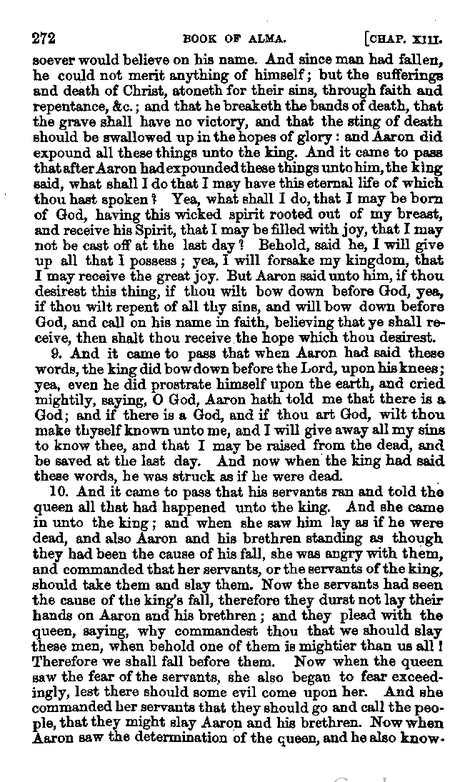 272 BOOK OF ALMA. [CHAP. XIII.
soever would believe on his name. And since man had fallen,
he could not merit anything of himself; but the sufferings
and death of Christ, atoneth for their sins, through faith and
repentance, &c.; and that he breaketh the bands of death, that
the grave shall have no victory, and that the sting of death
should be swallowed up in the hopes of glory: and Aaron did
expound all these things unto the king. And it came to pass
that after Aaron had expounded these things unto him, the king
said, what shall I do that I may have this eternal life of which
thou hast spoken? Yea, what shall I do, that I may be born
of God, having this wicked spirit rooted out of my breast,
and receive his Spirit, that I may be filled with joy, that I may
not be cast off at the last day? Behold, said he, I will give
up all that I possess; yea, I will forsake my kingdom, that
I may receive the great joy. But Aaron said unto him, if thou
desirest this thing, if thou wilt bow down before God, yea,
if thou wilt repent of all thy sins, and will bow down before
God, and call on his name in faith, believing that ye shall re-
ceive, then shalt thou receive the hope which thou desirest.
9. And it came to pass that when Aaron had said these
words, the king did bow down before the Lord, upon his knees;
yea, even he did prostrate himself upon the earth, and cried
mightily, saying, O God, Aaron hath told me that there is a
God; and if there is a God, and if thou art God, wilt thou
make thyself known unto me, and I will give away all my sins
to know thee, and that I may be raised from the dead, and
be saved at the last day. And now when the king had said
these words, he was struck as if he were dead.
10. And it came to pass that his servants ran and told the
queen all that had happened unto the king. And she came
in unto the king; and when she saw him lay as if he were
dead, and also Aaron and his brethren standing as though
they had been the cause of his fall, she was angry with them,
and commanded that her servants, or the servants of the king,
should take them and slay them. Now the servants had seen
the cause of the king's fall, therefore they durst not lay their
hands on Aaron and his brethren; and they plead with the
queen, saying, why commandest thou that we should slay
these men, when behold one of them is mightier than us all!
Therefore we shall fall before them. Now when the queen
saw the fear of the servants, she also began to fear exceed-
ingly, lest there should some evil come upon her. And she
commanded her servants that they should go and call the peo-
ple, that they might slay Aaron and his brethren. Now when
Aaron saw the determination of the queen, and he also know-